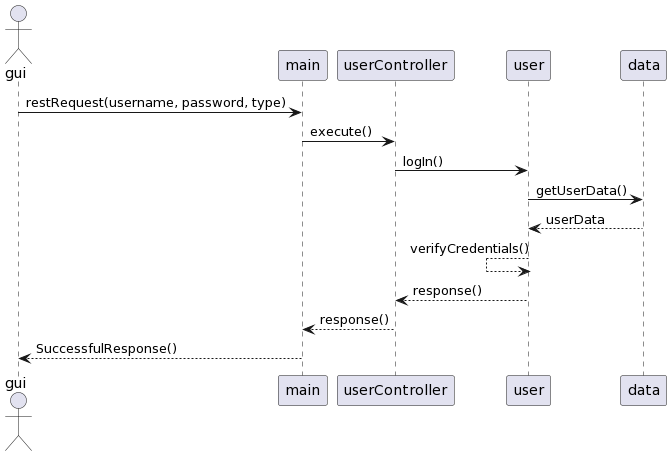 gui
main
userController
user
data
restRequest(username, password, type)
execute()
logIn()
getUserData()
userData
verifyCredentials()
response()
response()
SuccessfulResponse()
gui
main
userController
user
data